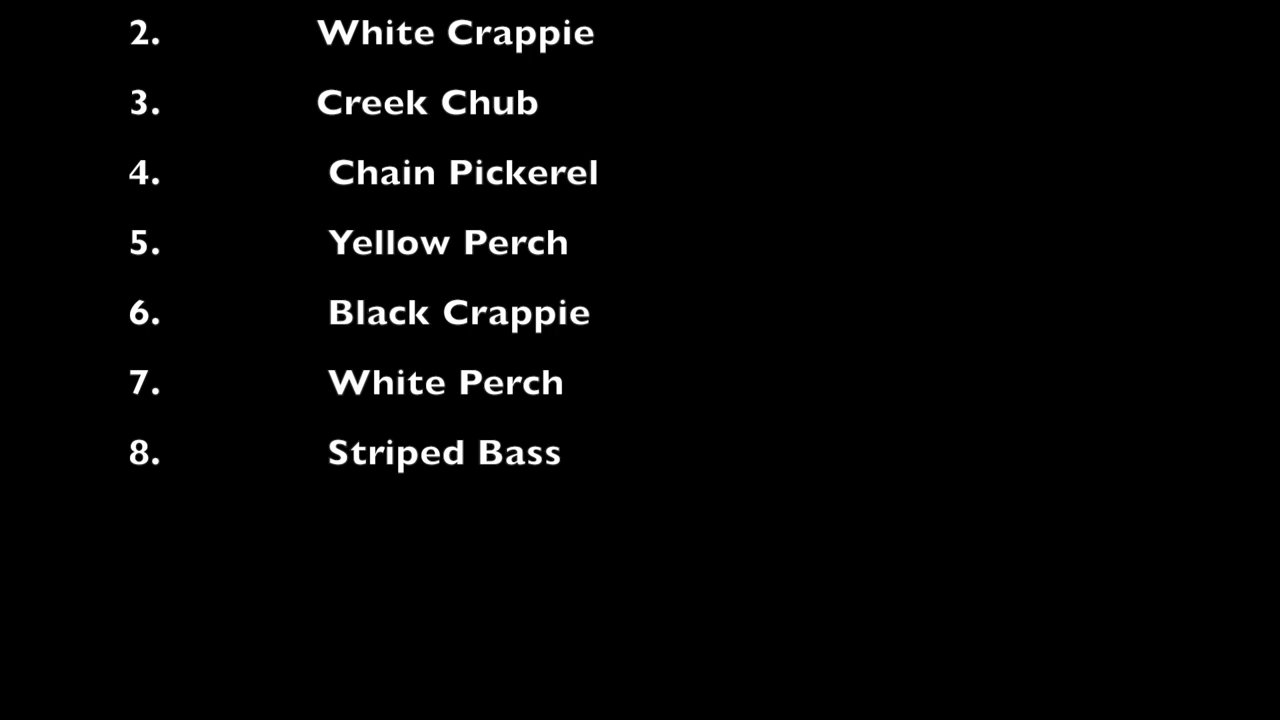 2. White Crappie
3. Creek Chub
4. Chain Pickerel
5. Yellow Perch
6. Black Crappie
7. White Perch
8. Striped Bass